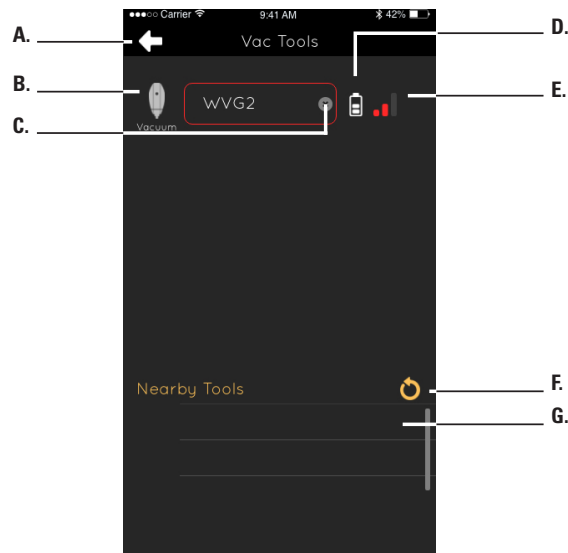 Carrier 9:41 AM 42%
A. Vac Tools D.
B. WVG2 E.
Vacuum
C.
Nearby Tools F.
G.